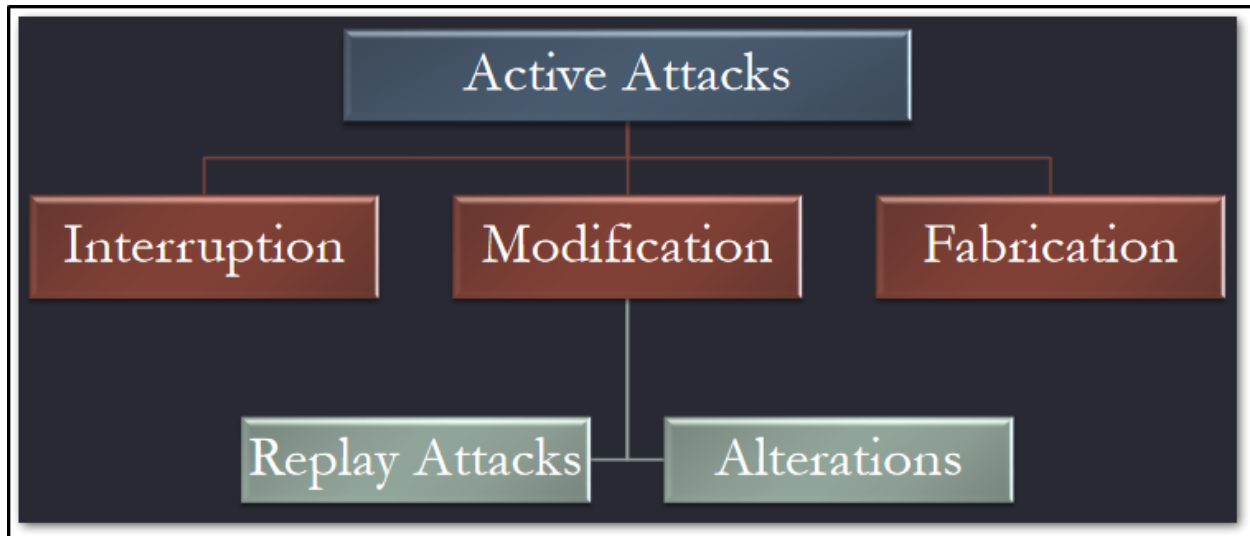 Active Attacks
Interruption
Modification
Fabrication
Replay Attacks
Alterations